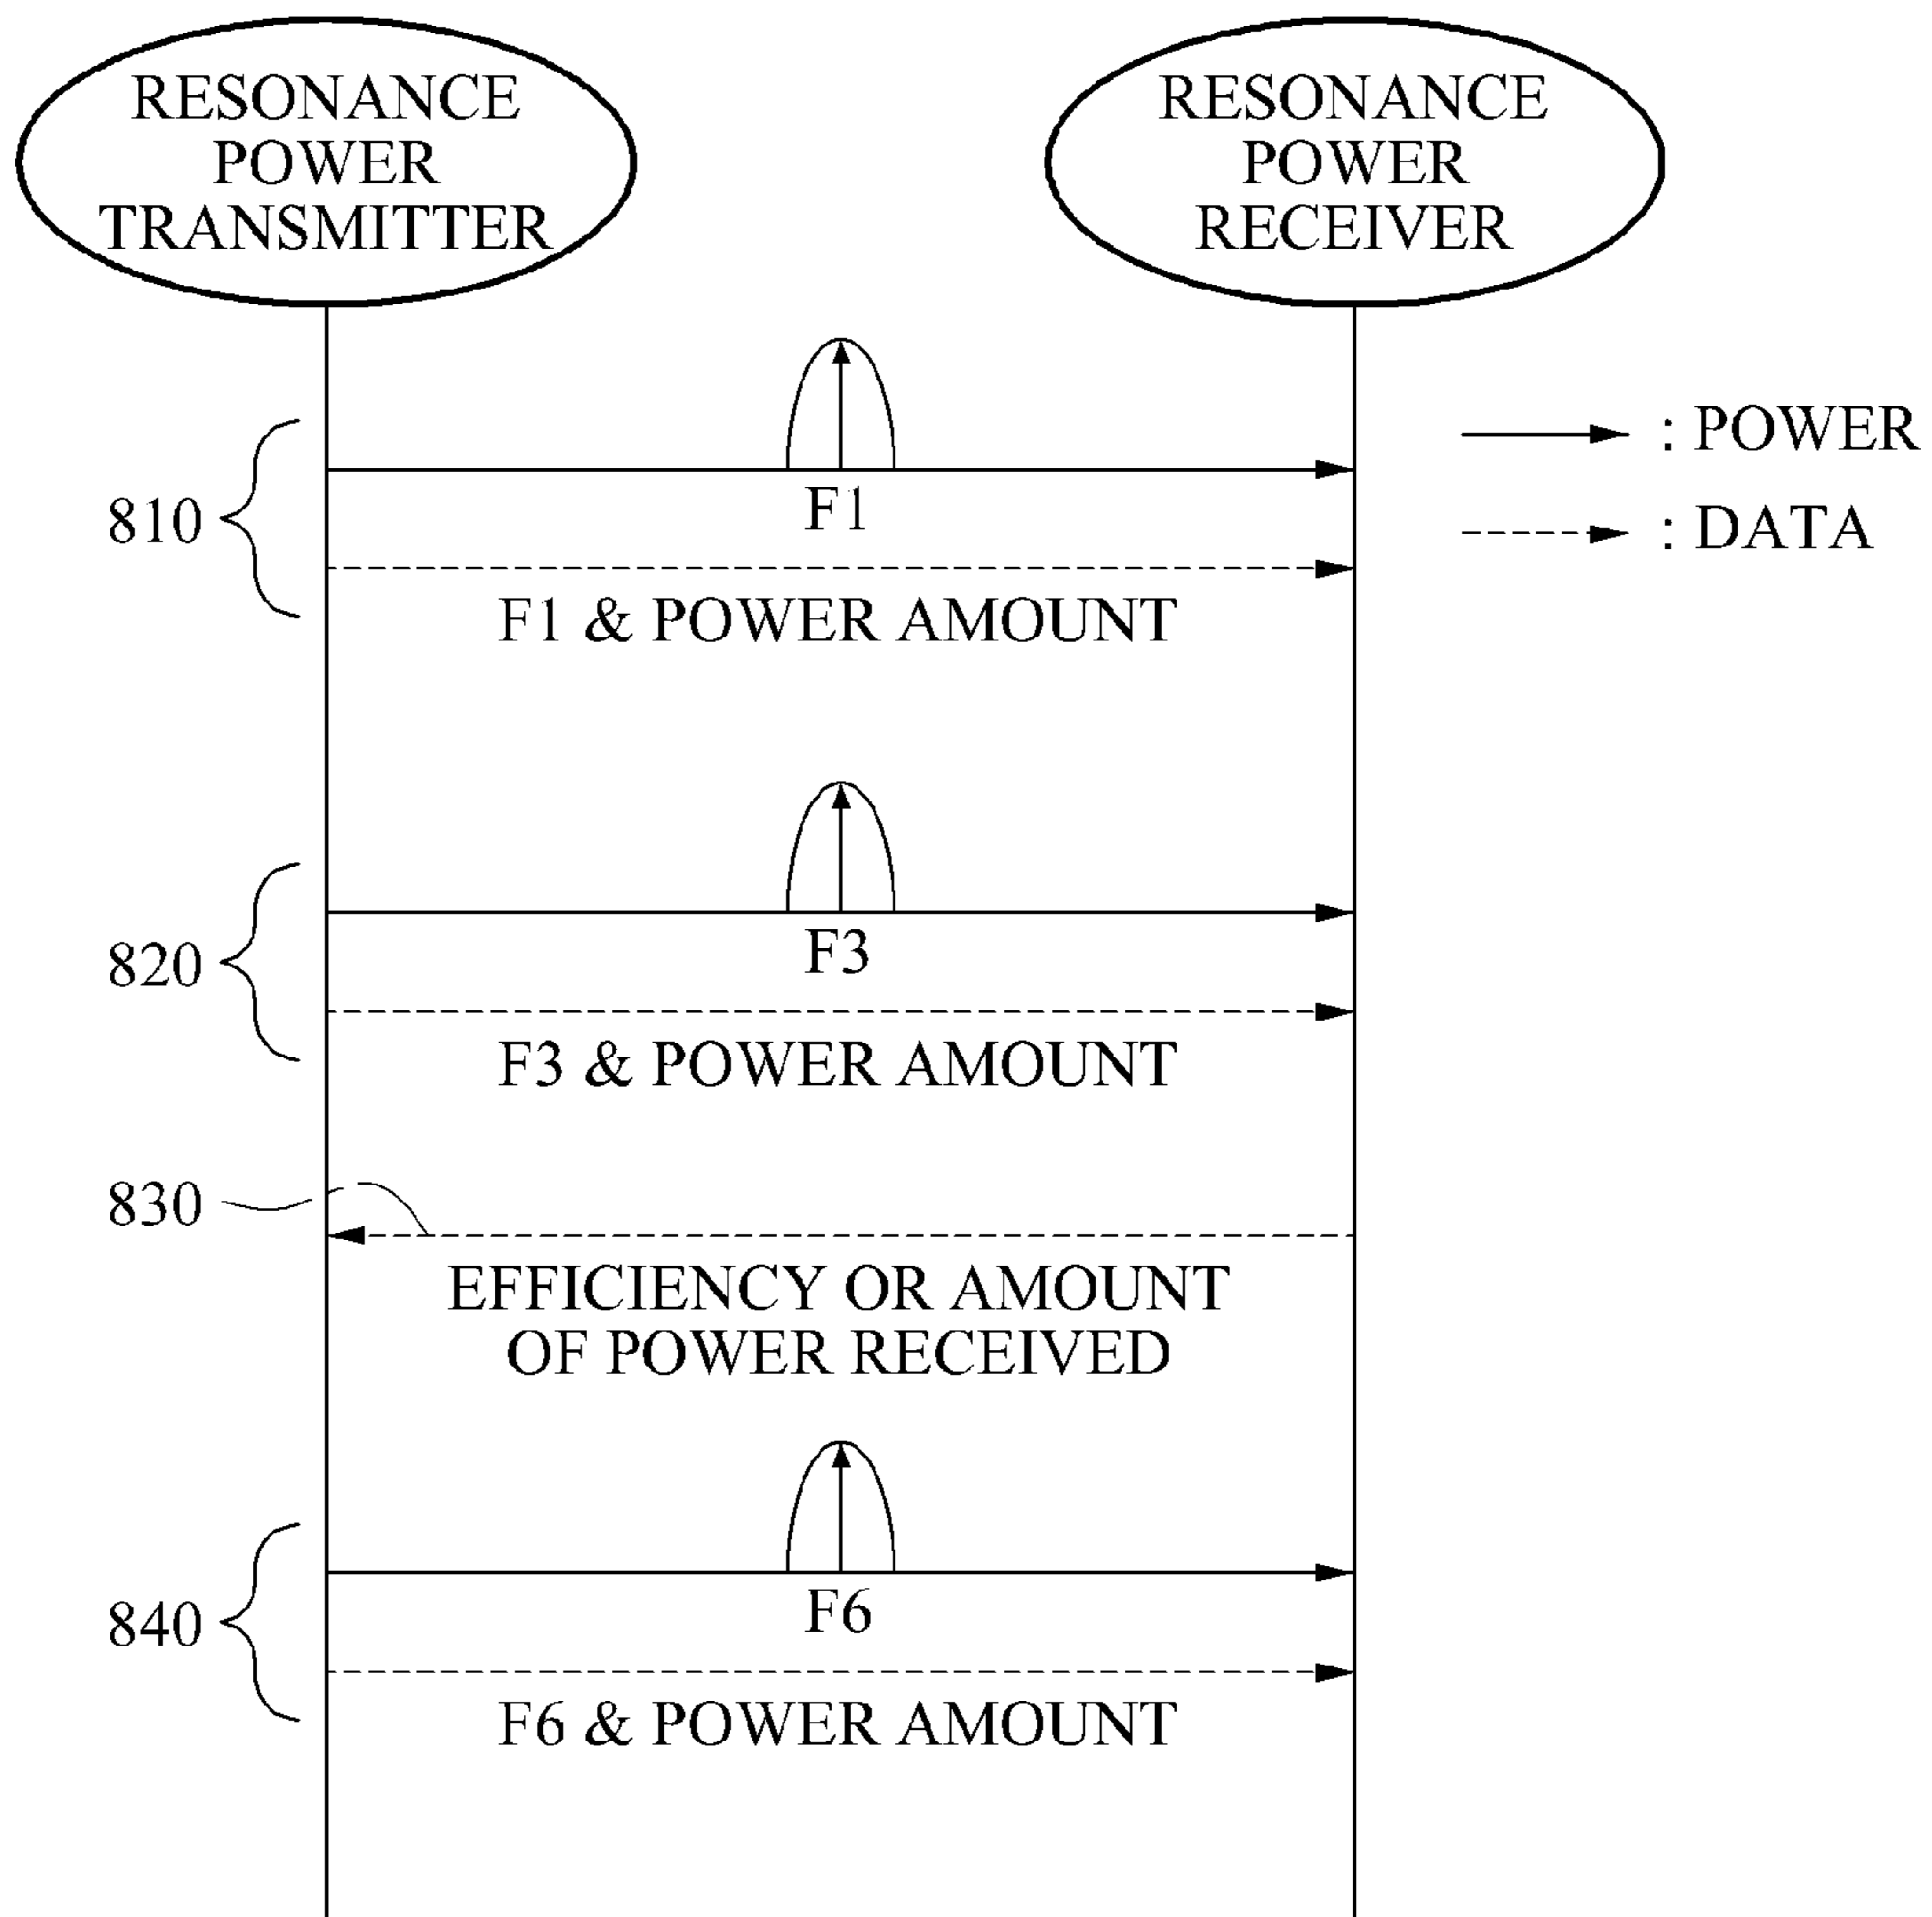 RESONANCE
POWER
TRANSMITTER
RESONANCE
POWER
RECEIVER
: POWER
: DATA
810
F1
F1 & POWER AMOUNT
820
F3
F3 & POWER AMOUNT
830
EFFICIENCY OR AMOUNT
OF POWER RECEIVED
840
F6
F6 & POWER AMOUNT